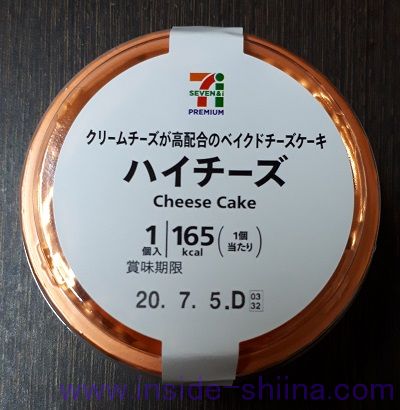 7
SEVEN&i
PREMIUM
クリームチーズが高配合のベイクドチーズケーキ
ハイチーズ
Cheese Cake
1個入 165kcal (1個当たり)
賞味期限
20. 7. 5.D 03 32
www.inside-shiina.com